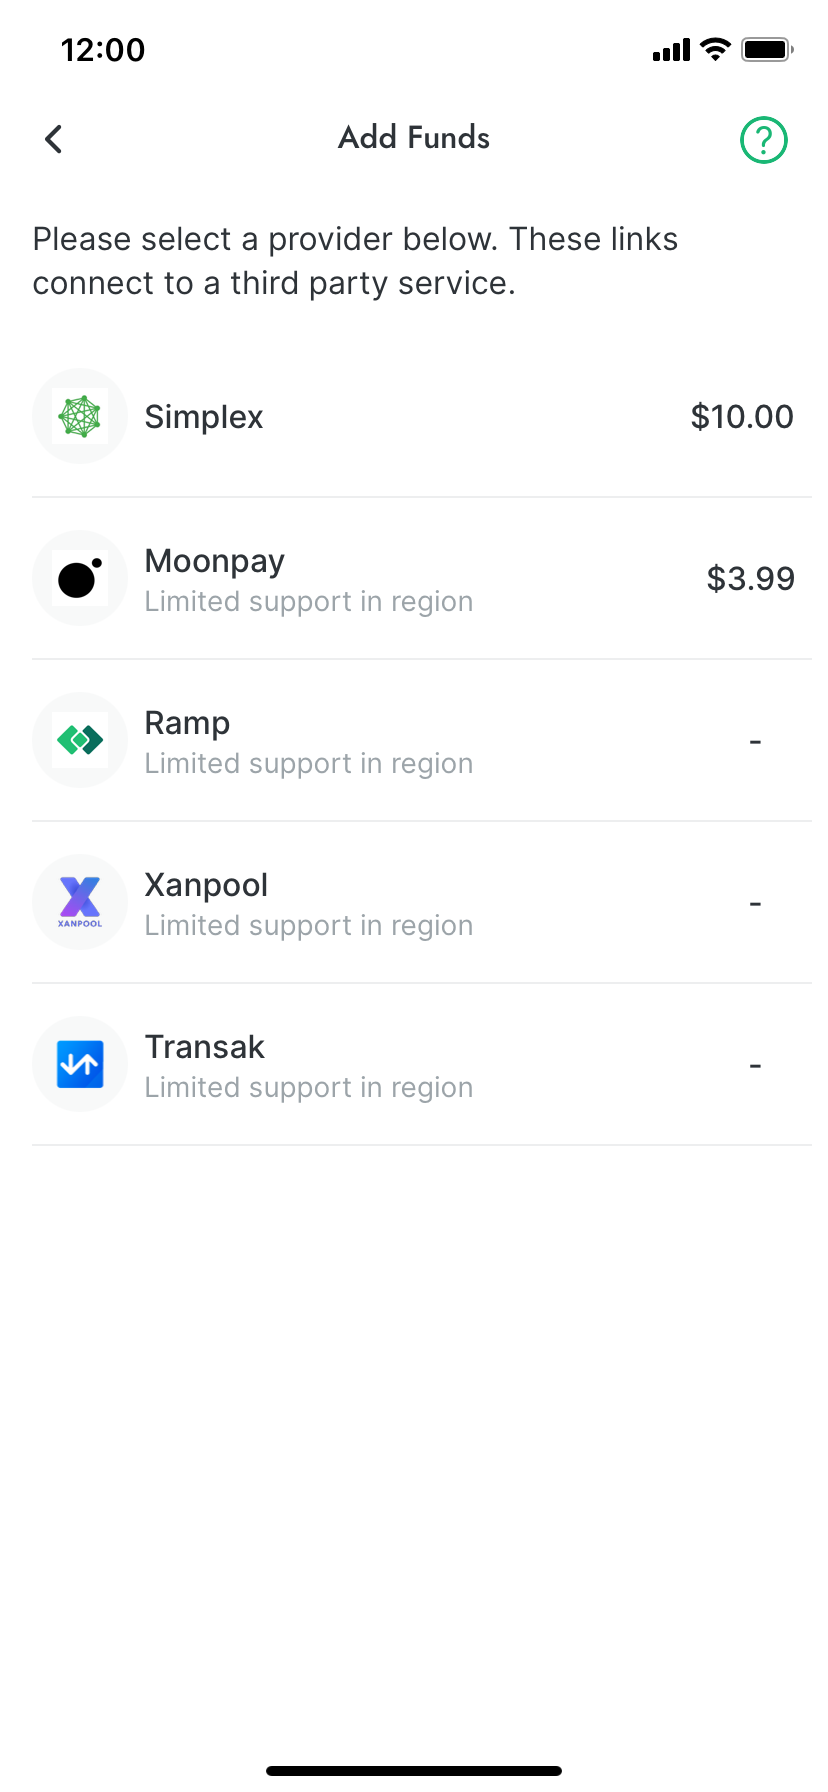 12:00
Add Funds
?
Please select a provider below. These links
connect to a third party service.
Simplex
$10.00
Moonpay
Limited support in region
$3.99
Ramp
Limited support in region
-
XANPOOL
Xanpool
Limited support in region
-
Transak
Limited support in region
-